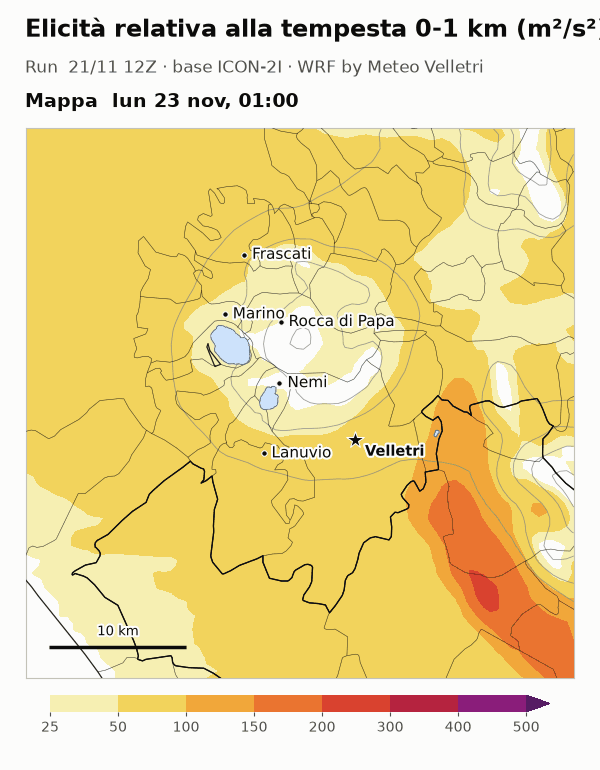 Elicità relativa alla tempesta 0-1 km (m²/s²)
Run 21/11 12Z · base ICON-2I · WRF by Meteo Velletri
Mappa lun 23 nov, 01:00
Frascati
Marino
Rocca di Papa
Nemi
Velletri
Lanuvio
10 km
25 50 100 150 200 300 400 500